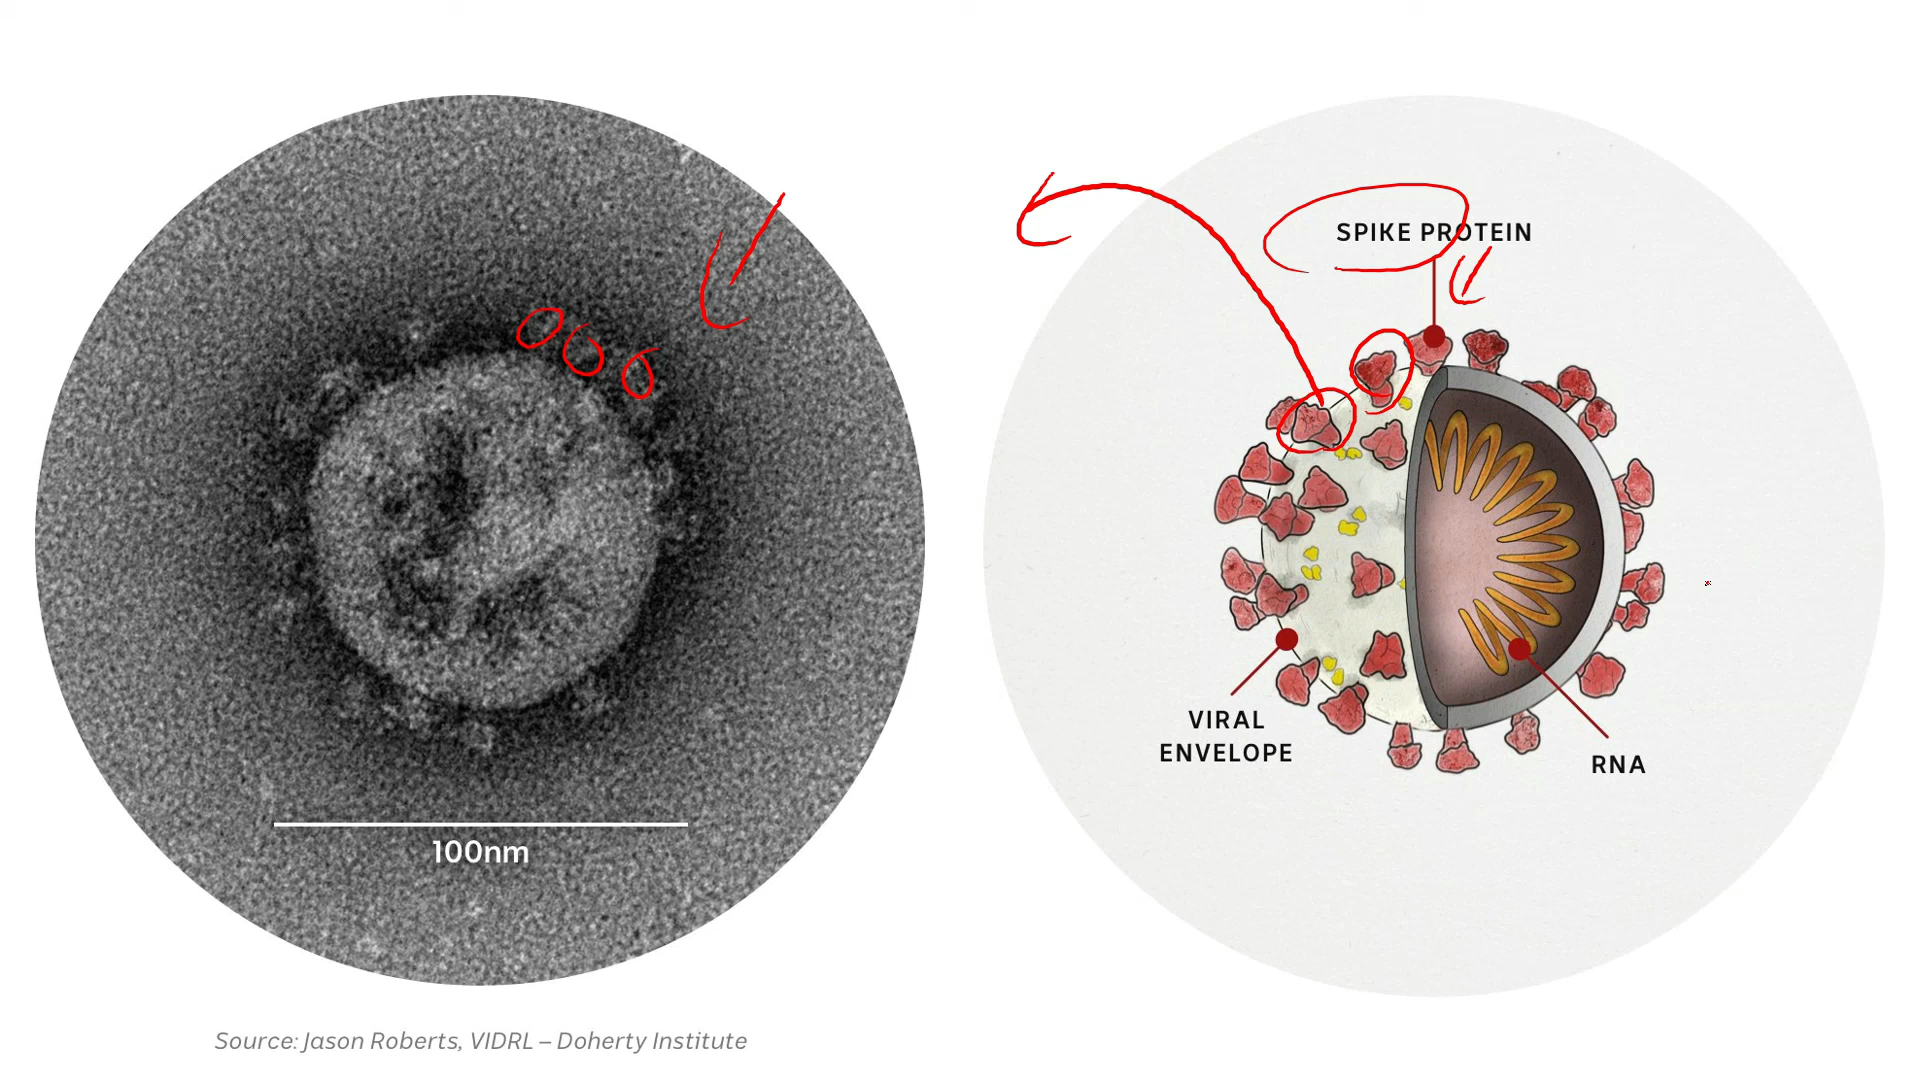 SPIKE PROTEIN
VIRAL
ENVELOPE
RNA
100nm
Source: Jason Roberts, VIDRL – Doherty Institute